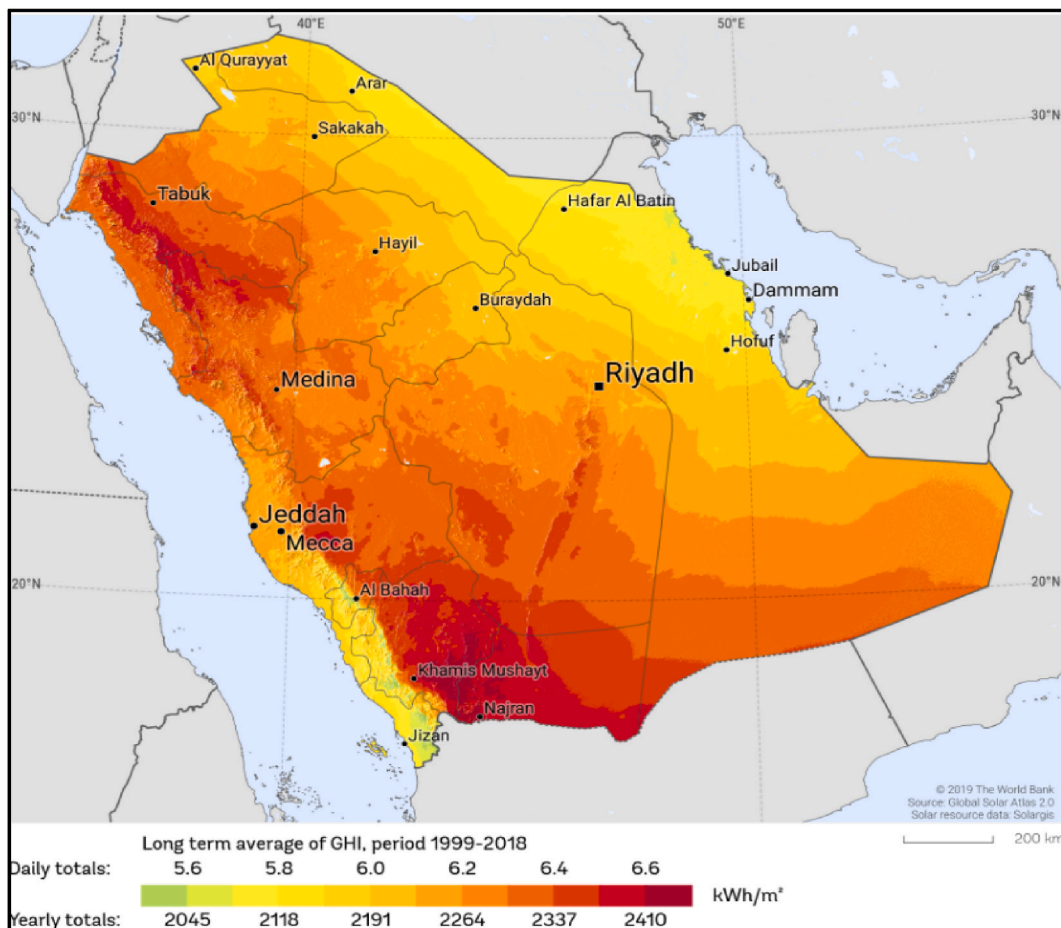 40°E
50°E
Al Qurayyat
Arar
30°N
30°N
Sakakah
Tabuk
Hafar Al Batin
Hayil
Jubail
Dammam
Buraydah
Hofuf
Riyadh
Medina
Jeddah
Mecca
20°N
20°N
Al Bahah
Khamis Mushayt
Najran
Jizan
© 2019 The World Bank
Source: Global Solar Atlas 2.0
Solar resource data: Solargis
200 km
Long term average of GHI, period 1999-2018
Daily totals: 5.6 5.8 6.0 6.2 6.4 6.6
kWh/m²
Yearly totals: 2045 2118 2191 2264 2337 2410